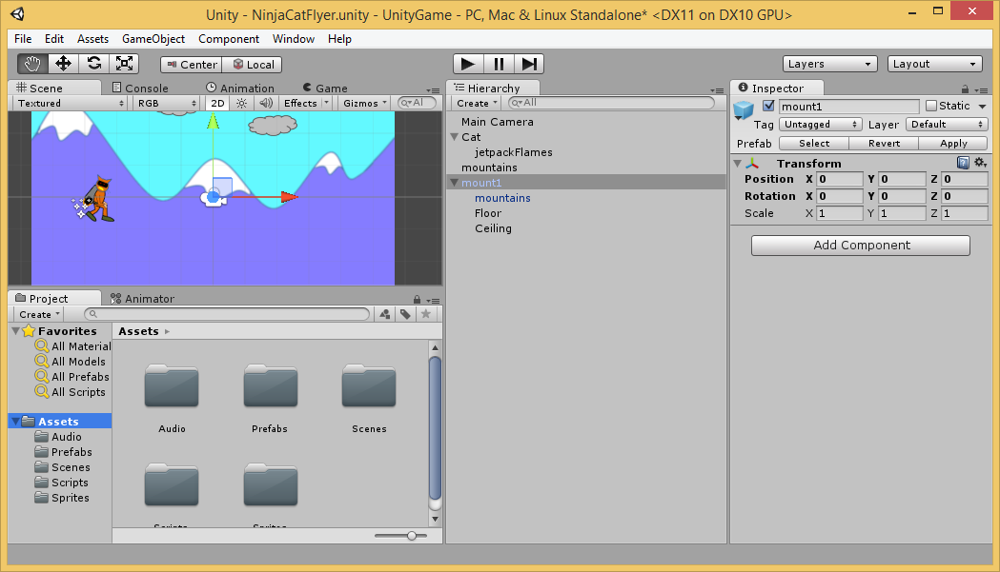 Unity - NinjaCatFlyer.unity - UnityGame - PC, Mac & Linux Standalone* <DX11 on DX10 GPU>
File Edit Assets GameObject Component Window Help
Center Local Layers Layout
Scene Console Animation Game
Textured RGB 2D Effects Gizmos Al
Hierarchy
Create All
Main Camera
Cat
jetpackFlames
mountains
mount1
mountains
Floor
Ceiling
Inspector
mount1 Static
Tag Untagged Layer Default
Prefab Select Revert Apply
Transform
Position X 0 Y 0 Z 0
Rotation X 0 Y 0 Z 0
Scale X 1 Y 1 Z 1
Add Component
Project Animator
Create
Favorites
All Material
All Models
All Prefabs
All Scripts
Assets
Audio
Prefabs
Scenes
Scripts
Sprites
Assets
Audio Prefabs Scenes
Scripts Sprites